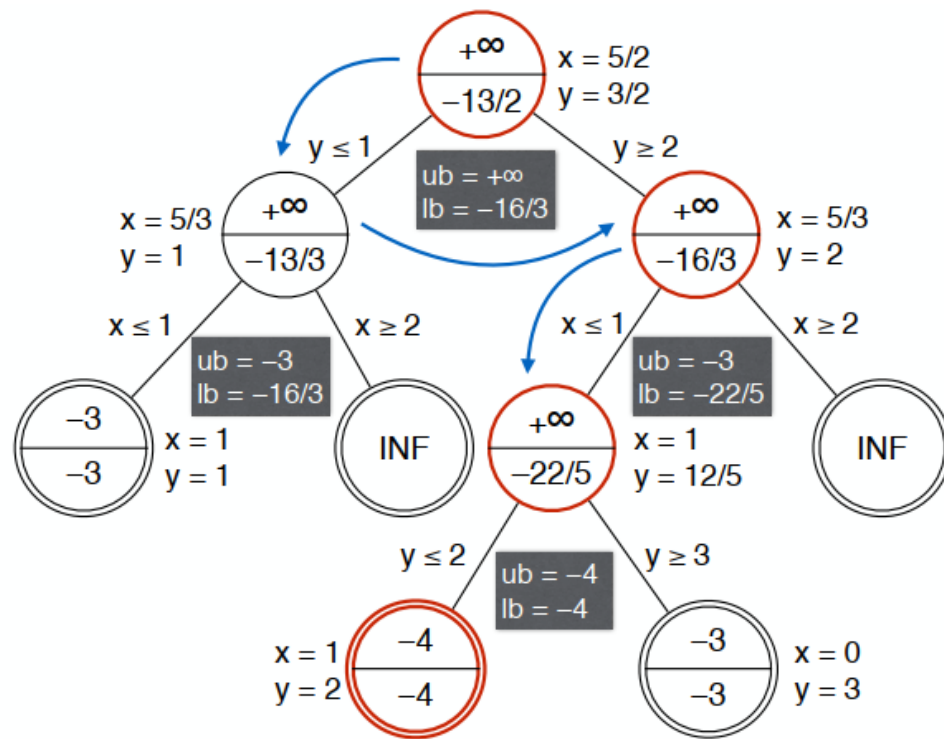 +∞
−13/2
x = 5/2
y = 3/2
y ≤ 1
y ≥ 2
ub = +∞
lb = −16/3
x = 5/3
y = 1
+∞
−13/3
+∞
−16/3
x = 5/3
y = 2
x ≤ 1
x ≥ 2
x ≤ 1
x ≥ 2
ub = −3
lb = −16/3
ub = −3
lb = −22/5
−3
−3
x = 1
y = 1
INF
+∞
−22/5
x = 1
y = 12/5
INF
y ≤ 2
y ≥ 3
ub = −4
lb = −4
x = 1
y = 2
−4
−4
−3
−3
x = 0
y = 3